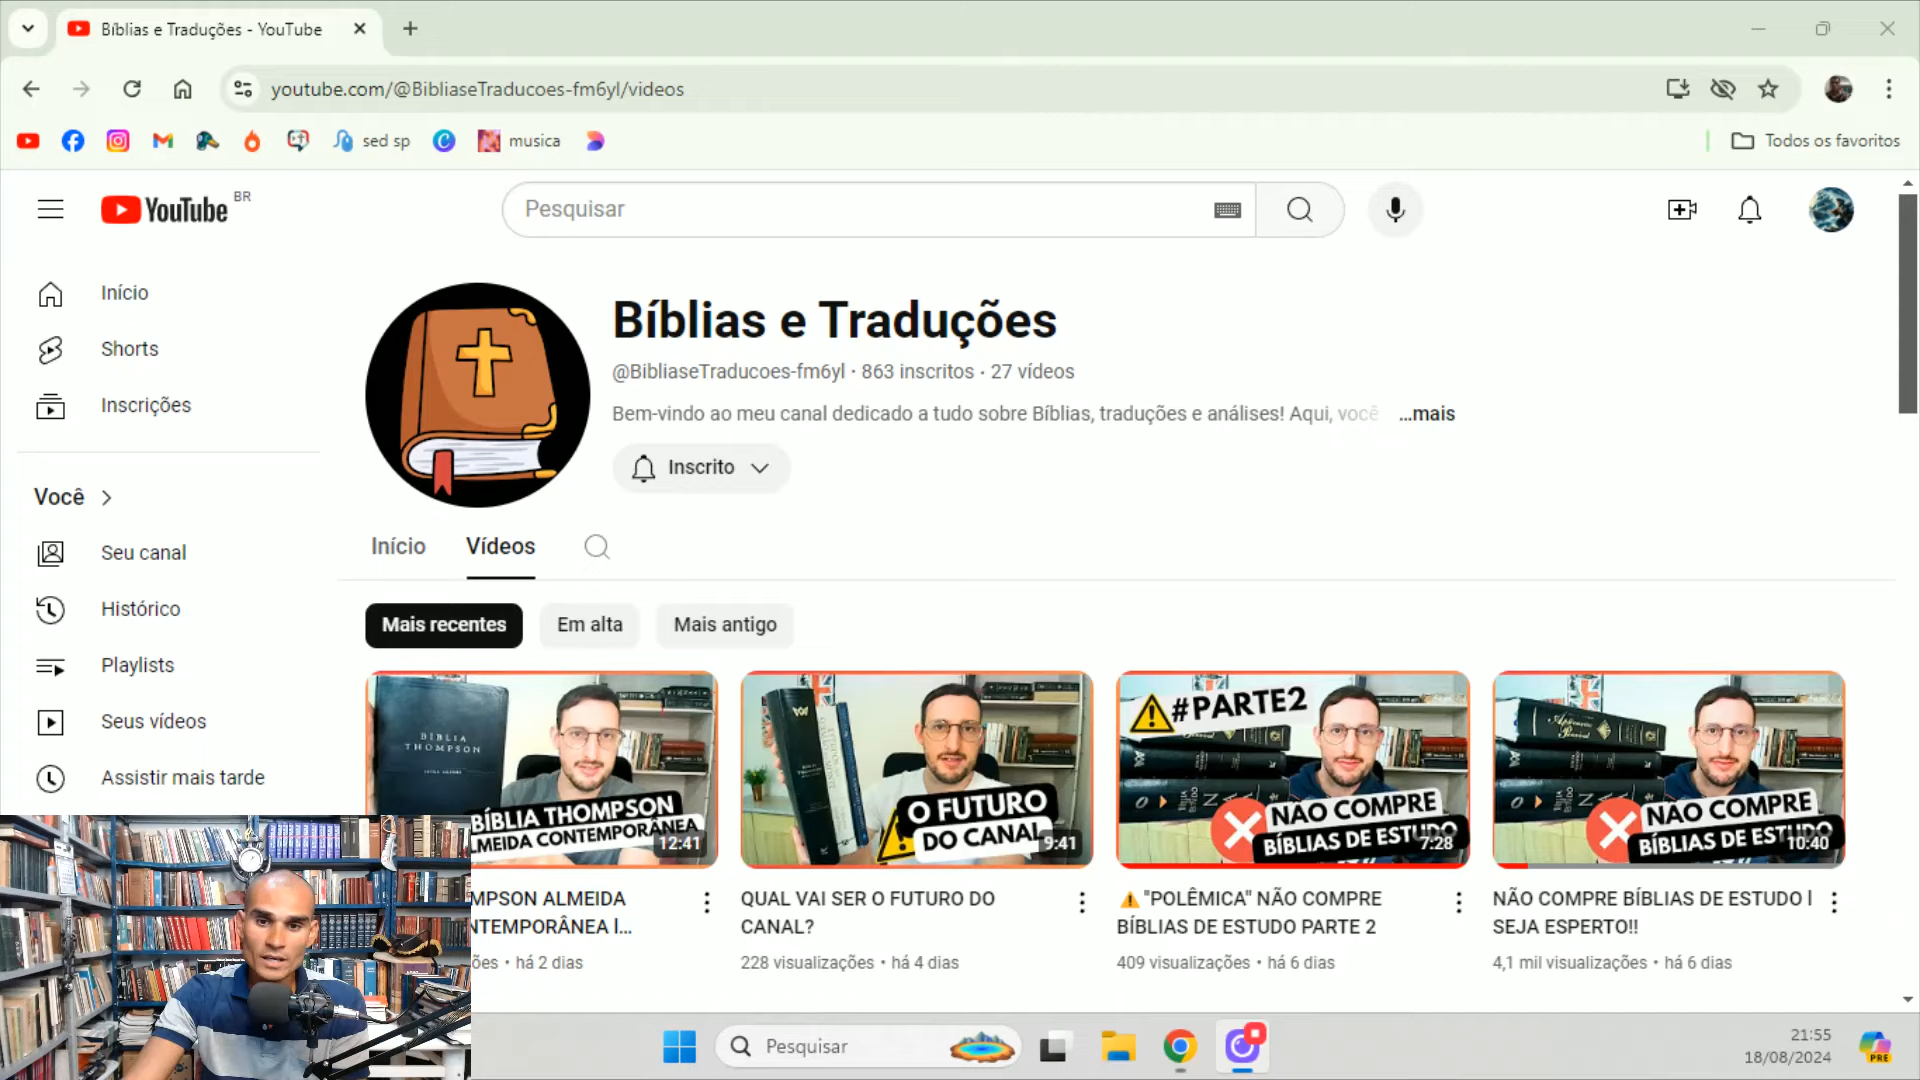 Bíblias e Traduções - YouTube
youtube.com/@BibliaseTraducoes-fm6yl/videos
sed sp
musica
Todos os favoritos
YouTube BR
Pesquisar
Início
Shorts
Inscrições
Você
Seu canal
Histórico
Playlists
Seus vídeos
Assistir mais tarde
Bíblias e Traduções
@BibliaseTraducoes-fm6yl • 863 inscritos • 27 vídeos
Bem-vindo ao meu canal dedicado a tudo sobre Bíblias, traduções e análises! Aqui, você ...mais
Inscrito
Início Vídeos
Mais recentes Em alta Mais antigo
BÍBLIA
THOMPSON
BÍBLIA THOMPSON
LMEIDA CONTEMPORÂNEA
12:41
MPSON ALMEIDA
NTEMPORÂNEA l...
ões • há 2 dias
O FUTURO
DO CANAL
9:41
QUAL VAI SER O FUTURO DO
CANAL?
228 visualizações • há 4 dias
#PARTE2
NÃO COMPRE
BÍBLIAS DE ESTUDO
7:28
⚠"POLÊMICA" NÃO COMPRE
BÍBLIAS DE ESTUDO PARTE 2
409 visualizações • há 6 dias
NÃO COMPRE
BÍBLIAS DE ESTUDO
10:40
NÃO COMPRE BÍBLIAS DE ESTUDO l
SEJA ESPERTO!!
4,1 mil visualizações • há 6 dias
Pesquisar
21:55
18/08/2024
PRE